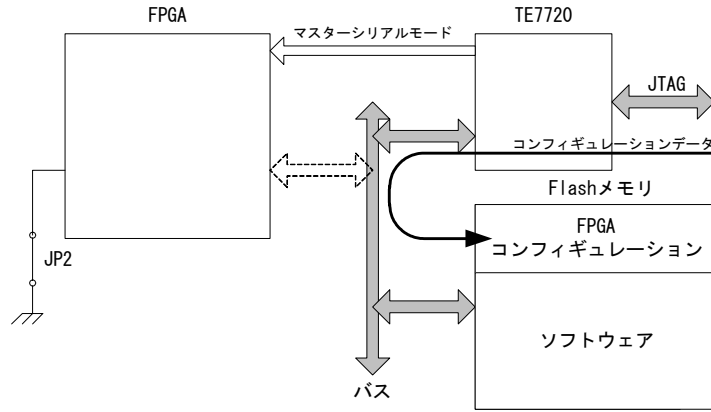 FPGA
TE7720
マスターシリアルモード
JTAG
コンフィギュレーションデータ
Flashメモリ
FPGA
コンフィギュレーション
JP2
ソフトウェア
バス